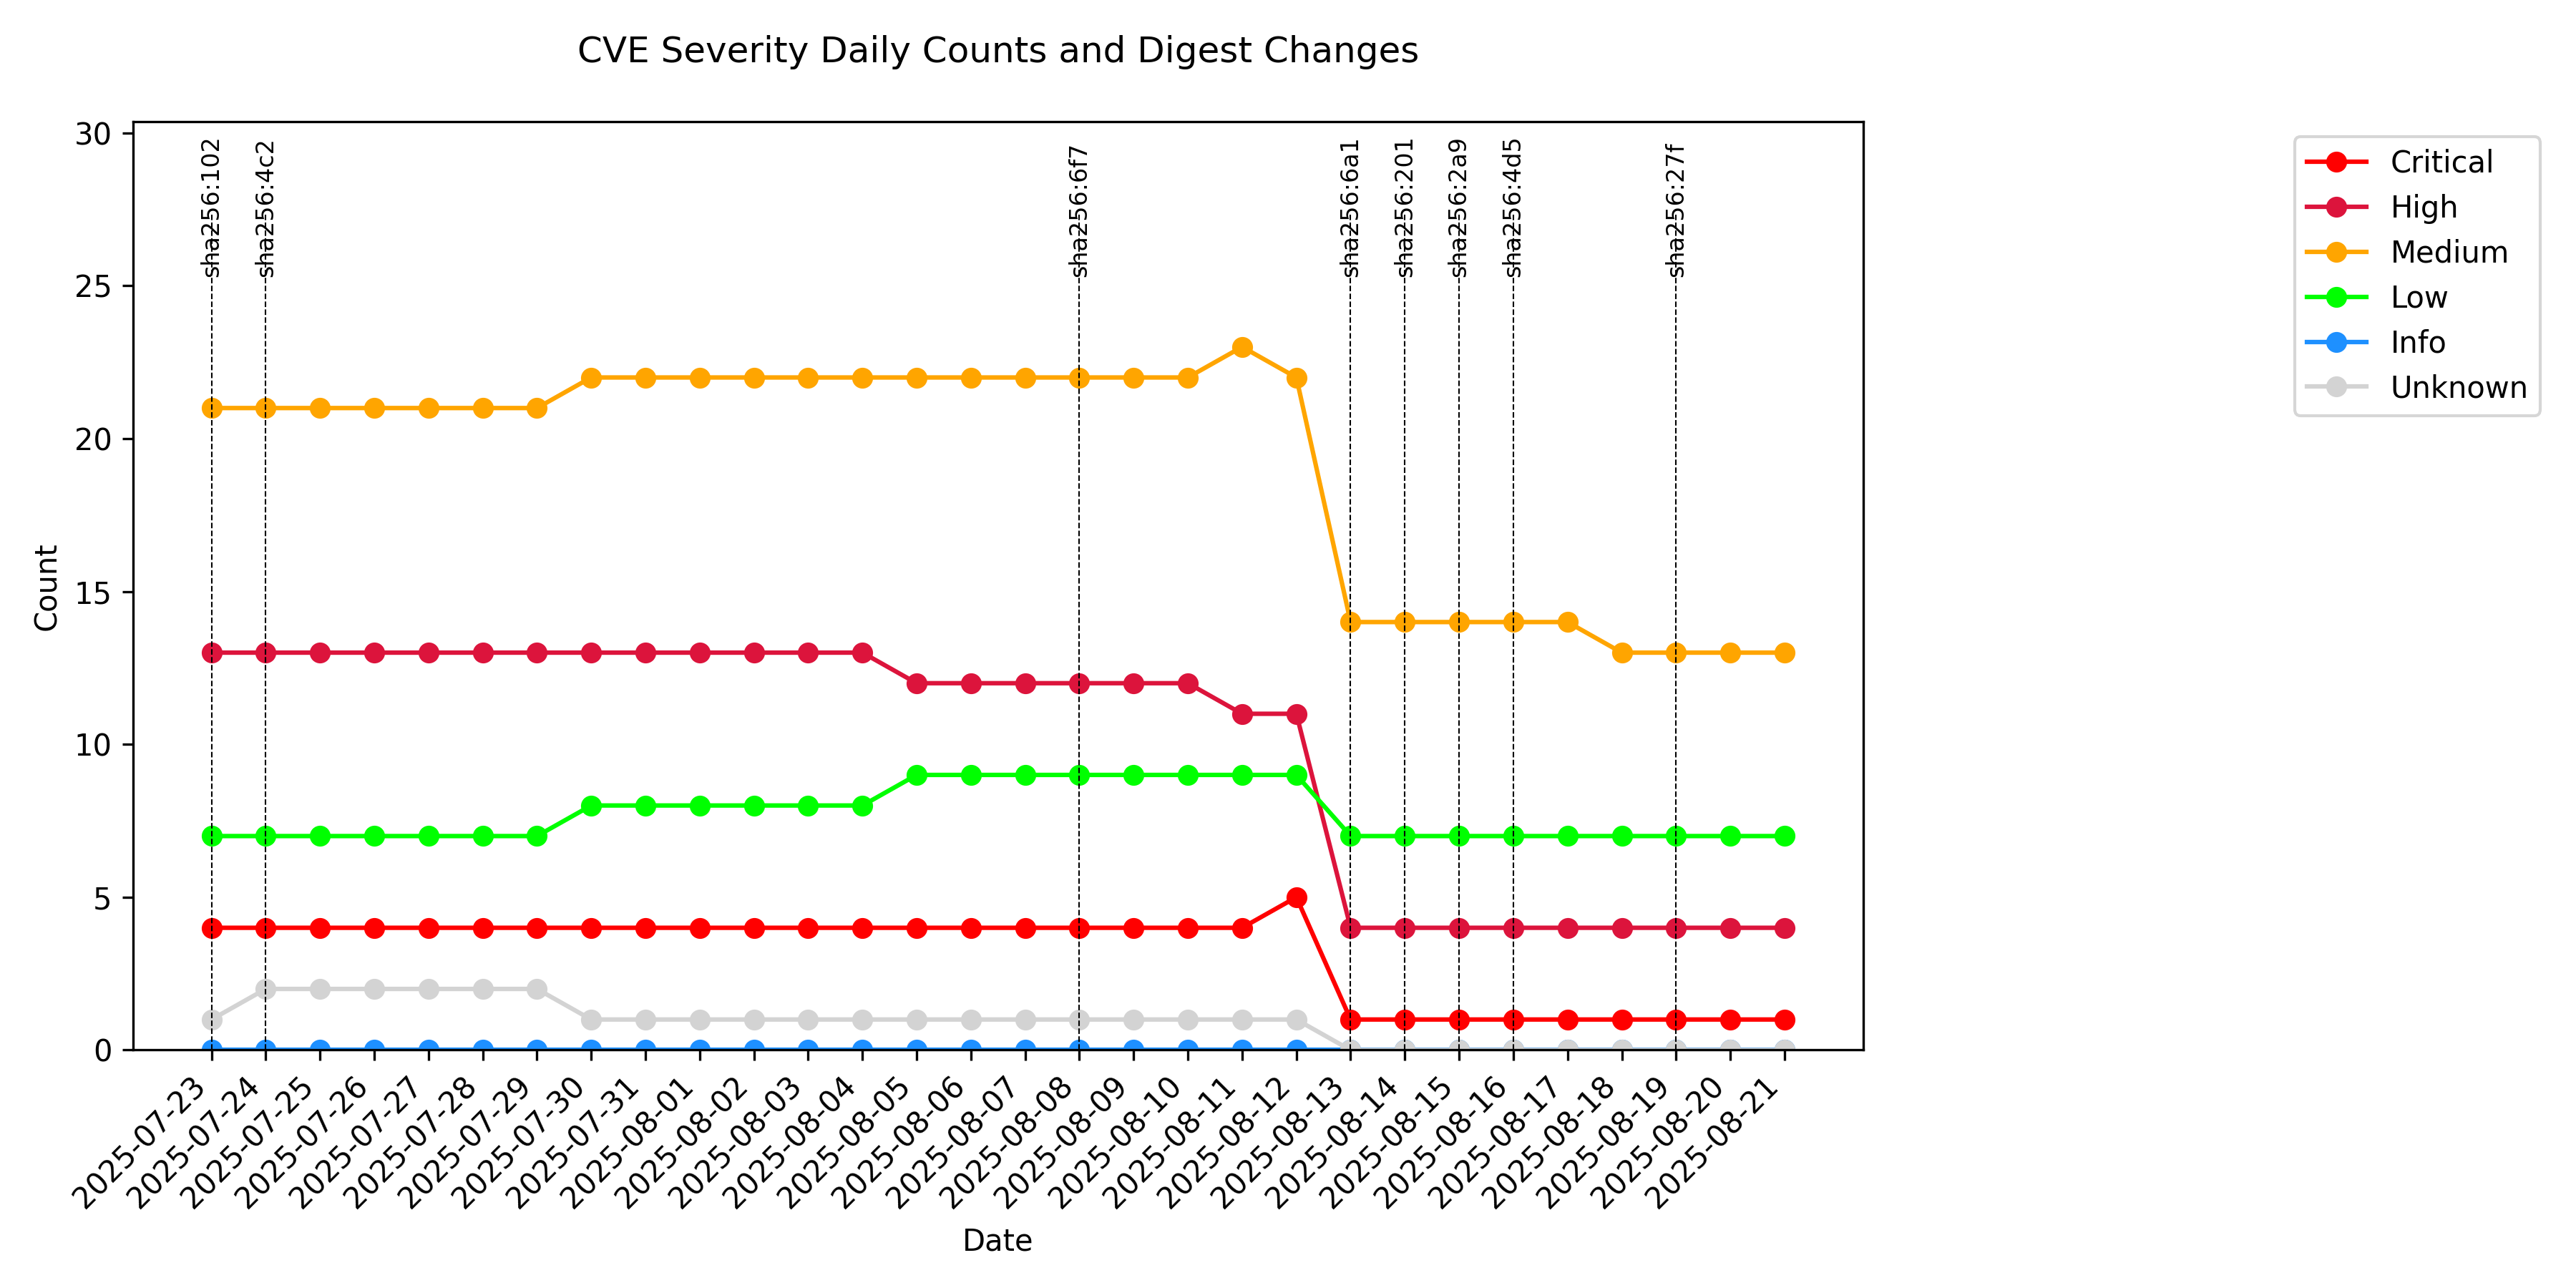 CVE Severity Daily Counts and Digest Changes
30
25
20
15
10
5
0
Count
sha256:102
sha256:4c2
sha256:6f7
sha256:6a1
sha256:201
sha256:2a9
sha256:4d5
sha256:27f
Critical
High
Medium
Low
Info
Unknown
2025-07-23
2025-07-24
2025-07-25
2025-07-26
2025-07-27
2025-07-28
2025-07-29
2025-07-30
2025-07-31
2025-08-01
2025-08-02
2025-08-03
2025-08-04
2025-08-05
2025-08-06
2025-08-07
2025-08-08
2025-08-09
2025-08-10
2025-08-11
2025-08-12
2025-08-13
2025-08-14
2025-08-15
2025-08-16
2025-08-17
2025-08-18
2025-08-19
2025-08-20
2025-08-21
Date